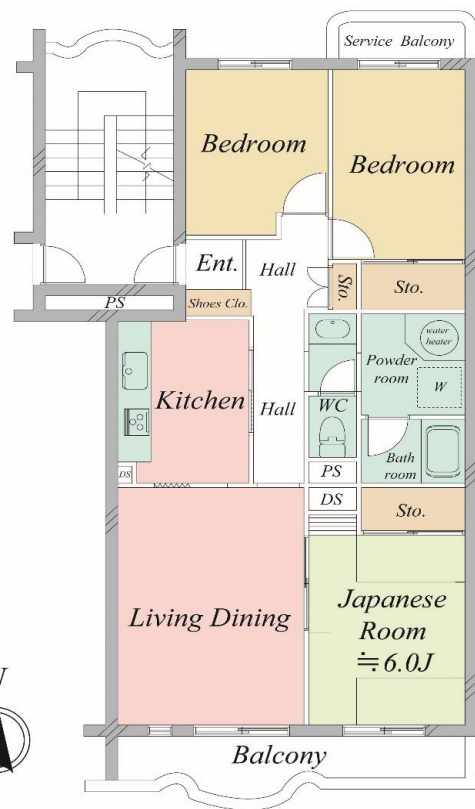 Service Balcony
Bedroom
Bedroom
Ent.
Hall
Sto.
Sto.
PS
Shoes Clo.
water
heater
Powder
room
W
Kitchen
Hall
WC
DS
PS
Bath
room
DS
Sto.
Living Dining
Japanese
Room
≒6.0J
Balcony